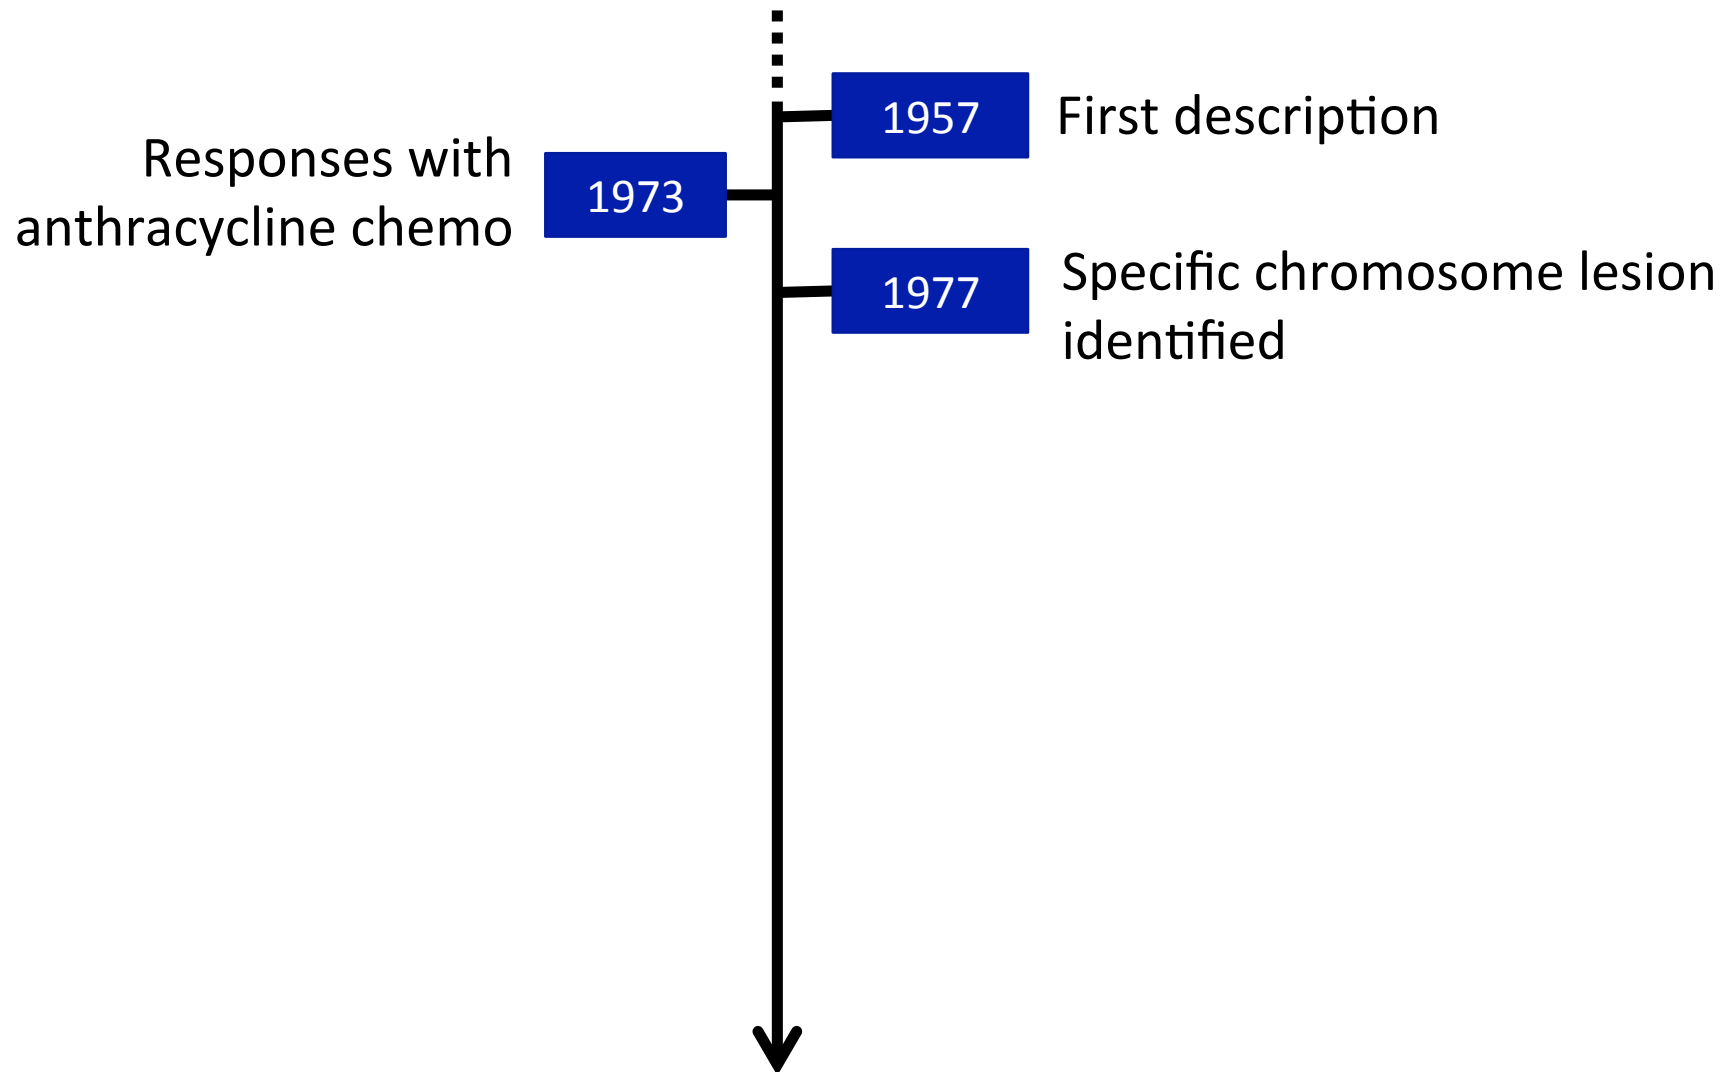 1957
First description
Responses with
anthracycline chemo
1973
1977
Specific chromosome lesion
identified